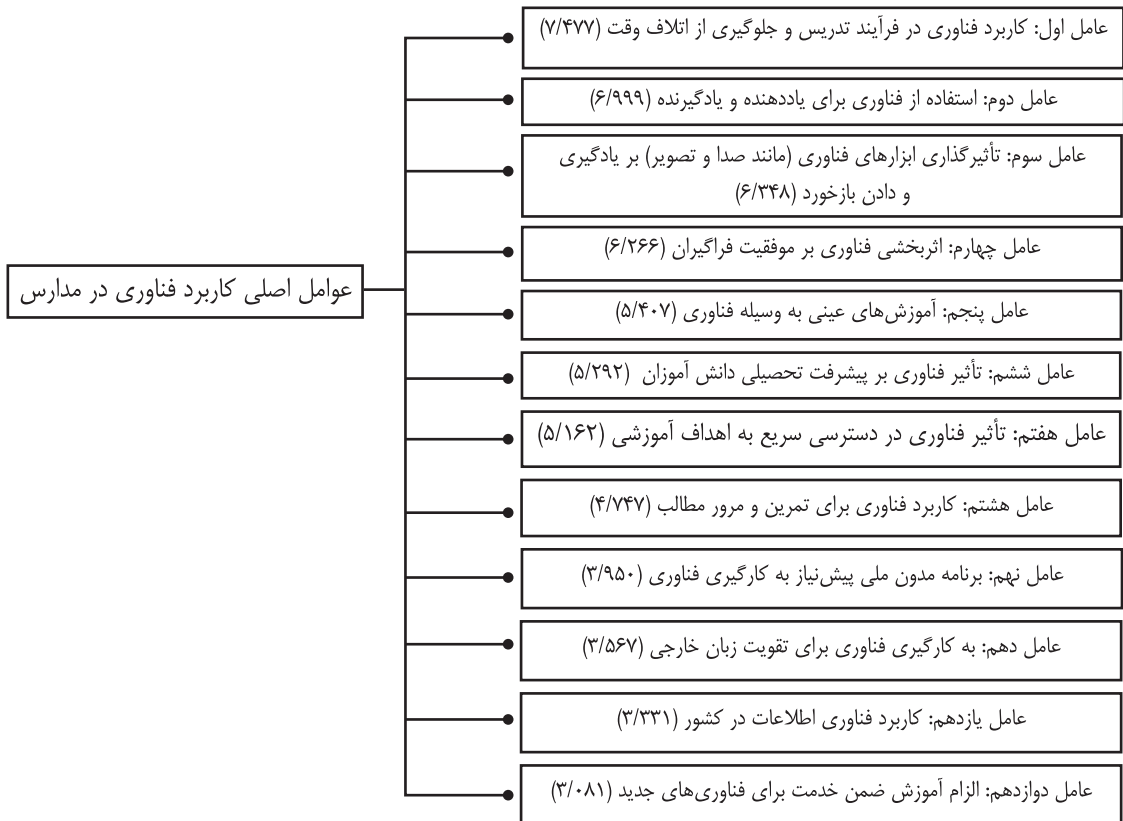 عوامل اصلی کاربرد فناوری در مدارس
عامل اول: کاربرد فناوری در فرآیند تدریس و جلوگیری از اتلاف وقت (۷/۴۷۷)
عامل دوم: استفاده از فناوری برای یاددهنده و یادگیرنده (۶/۹۹۹)
عامل سوم: تأثیرگذاری ابزارهای فناوری (مانند صدا و تصویر) بر یادگیری
و دادن بازخورد (۶/۳۴۸)
عامل چهارم: اثربخشی فناوری بر موفقیت فراگیران (۶/۲۶۶)
عامل پنجم: آموزش‌های عینی به وسیله فناوری (۵/۴۰۷)
عامل ششم: تأثیر فناوری بر پیشرفت تحصیلی دانش آموزان (۵/۲۹۲)
عامل هفتم: تأثیر فناوری در دسترسی سریع به اهداف آموزشی (۵/۱۶۲)
عامل هشتم: کاربرد فناوری برای تمرین و مرور مطالب (۴/۷۴۷)
عامل نهم: برنامه مدون ملی پیش‌نیاز به کارگیری فناوری (۳/۹۵۰)
عامل دهم: به کارگیری فناوری برای تقویت زبان خارجی (۳/۵۶۷)
عامل یازدهم: کاربرد فناوری اطلاعات در کشور (۳/۳۳۱)
عامل دوازدهم: الزام آموزش ضمن خدمت برای فناوری‌های جدید (۳/۰۸۱)